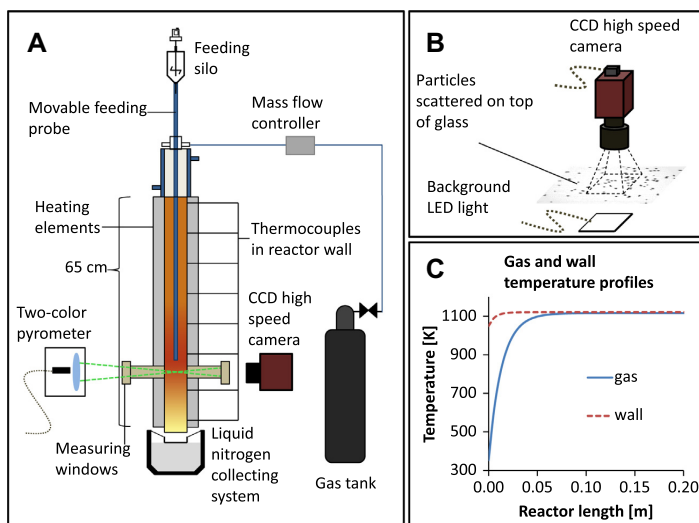 A
Feeding
silo
Movable feeding
probe
Mass flow
controller
Heating
elements
65 cm
Thermocouples
in reactor wall
Two-color
pyrometer
CCD high
speed
camera
Measuring
windows
Liquid
nitrogen
collecting
system
Gas tank
B
CCD high speed
camera
Particles
scattered on top
of glass
Background
LED light
C
Gas and wall
temperature profiles
Temperature [K]
1100
900
700
500
300
gas
wall
0.00 0.05 0.10 0.15 0.20
Reactor length [m]